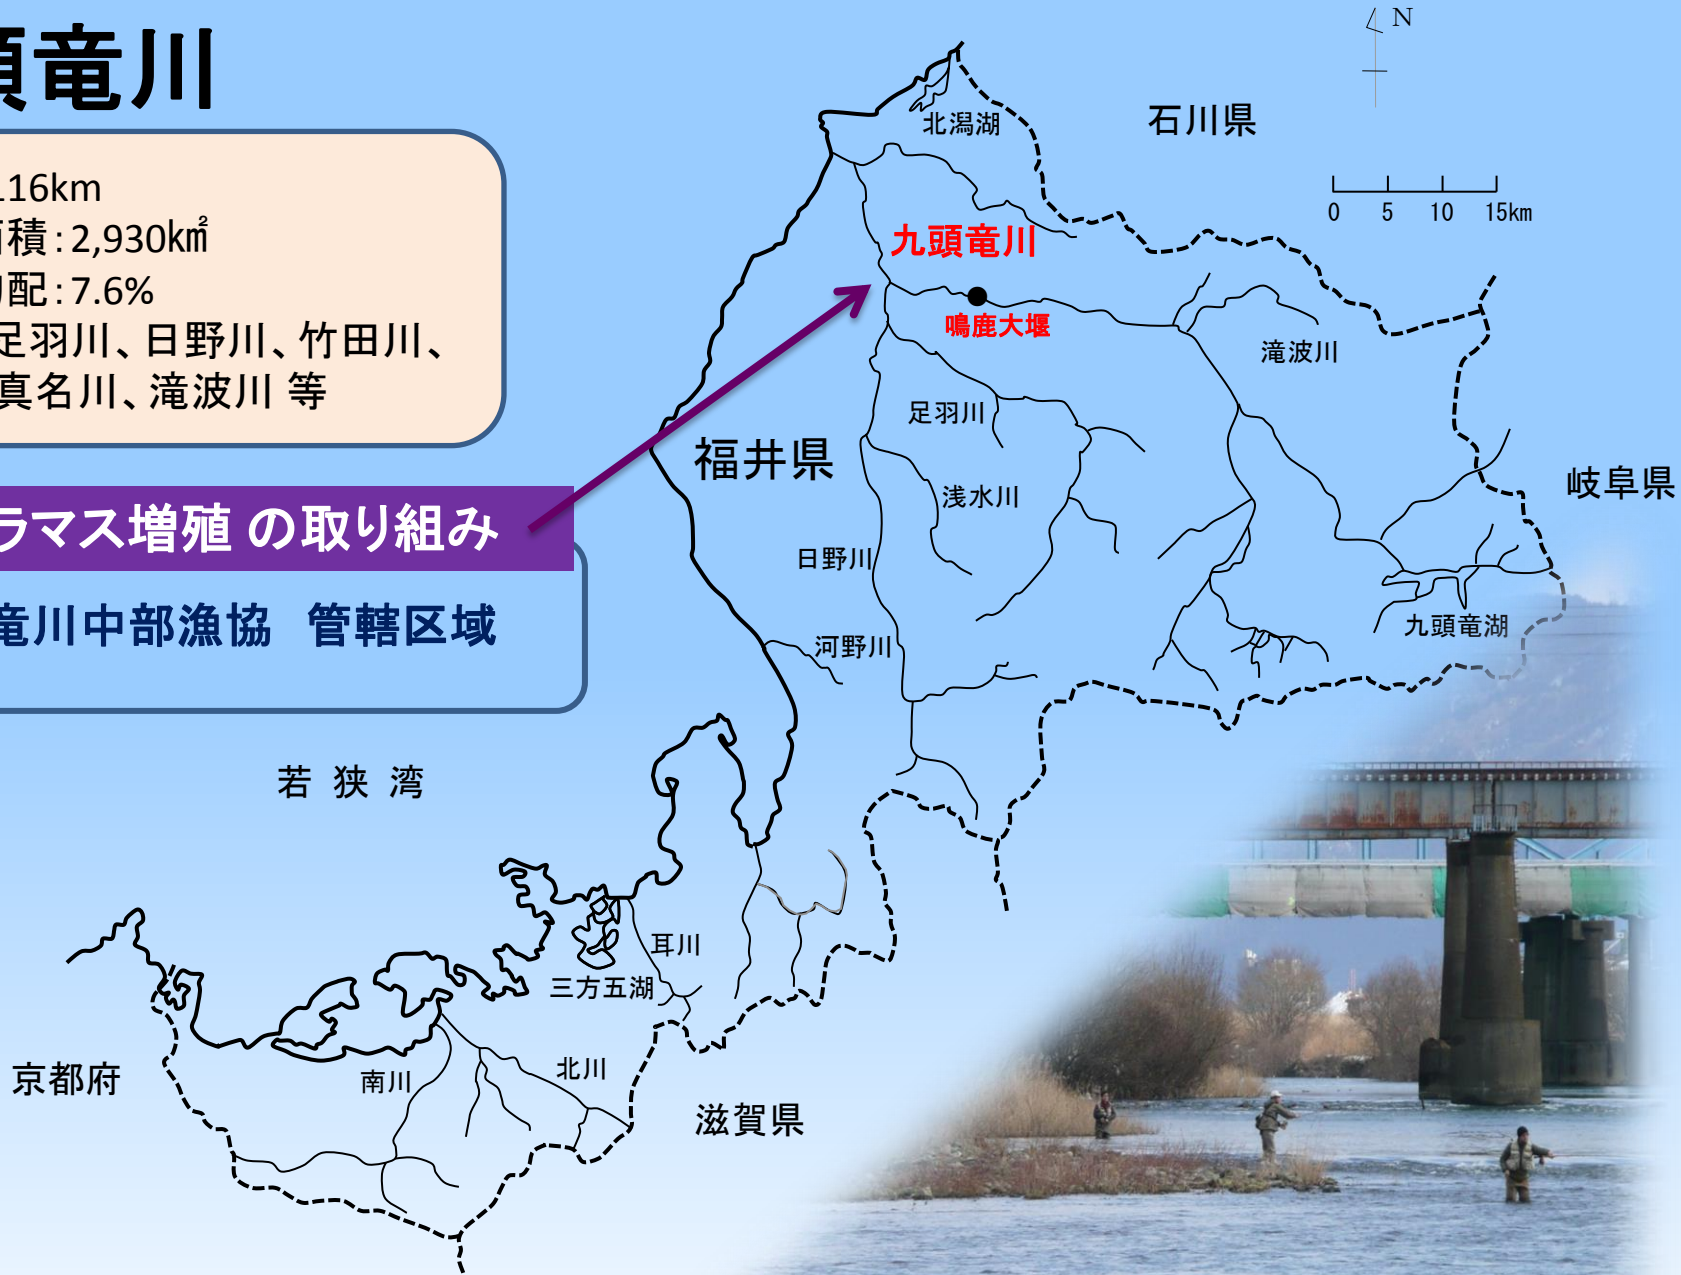 頭竜川
116km
面積：2,930㎢
勾配：7.6%
足羽川、日野川、竹田川、
真名川、滝波川 等
ラマス増殖 の取り組み
竜川中部漁協　管轄区域
N
石川県
北潟湖
0 5 10 15km
九頭竜川
鳴鹿大堰
滝波川
足羽川
福井県
岐阜県
浅水川
日野川
九頭竜湖
河野川
若 狭 湾
耳川
三方五湖
京都府
南川
北川
滋賀県